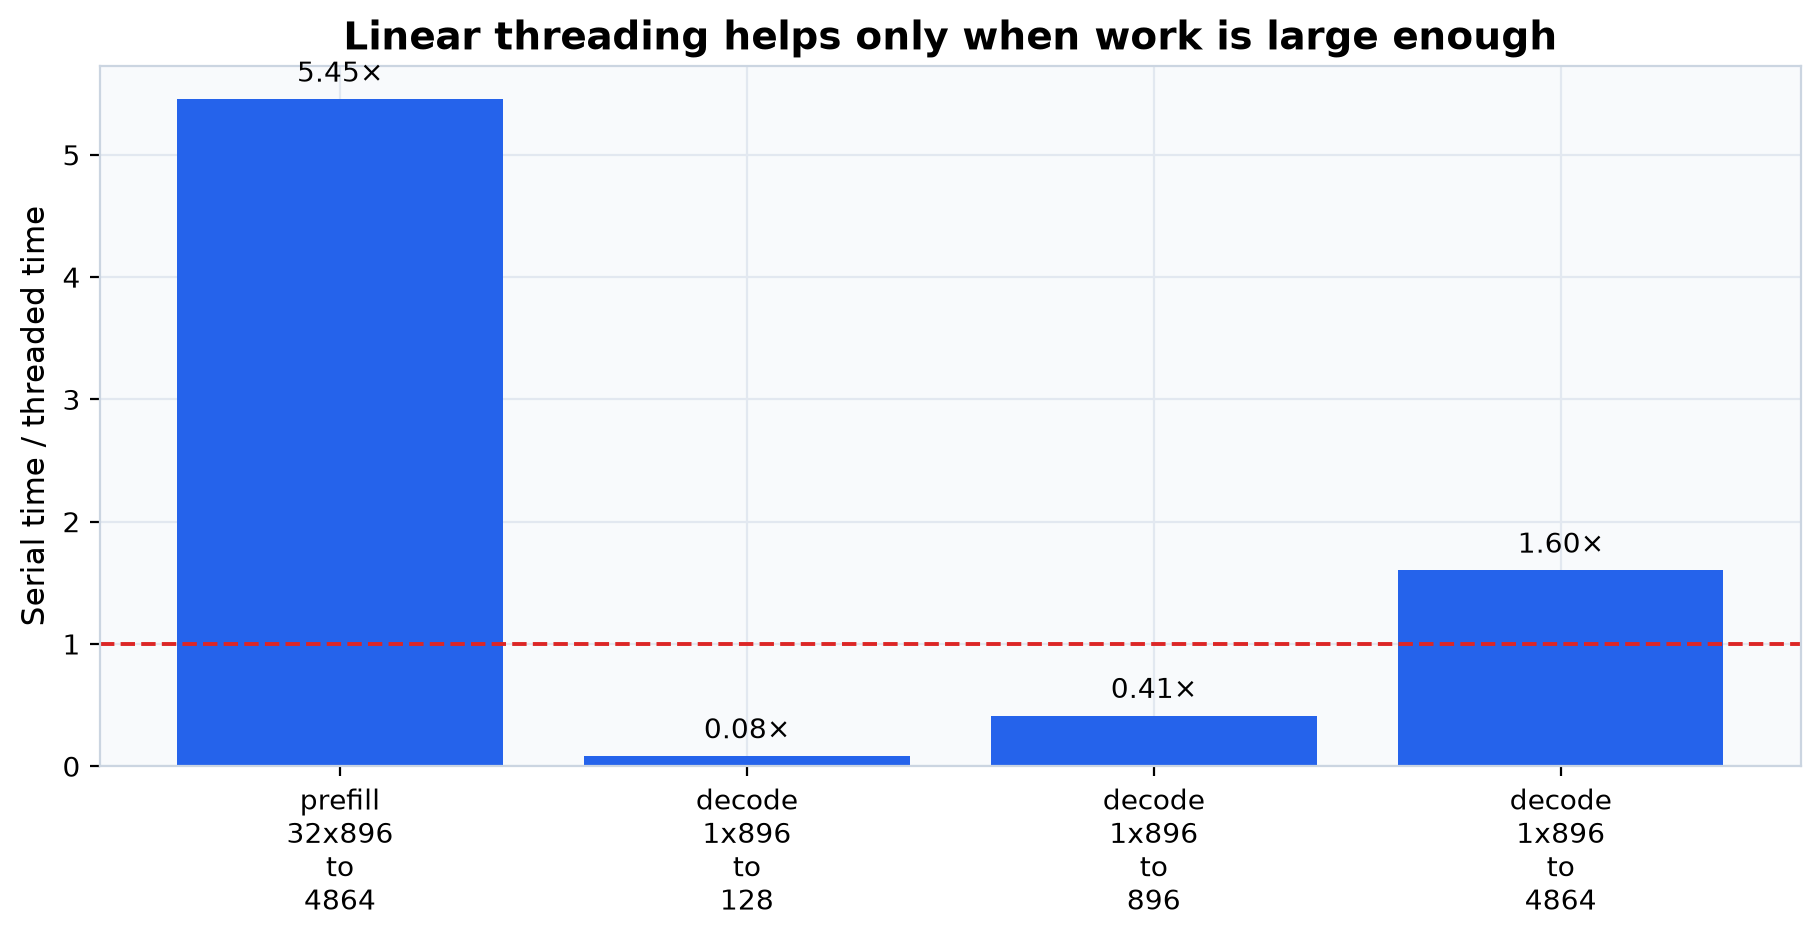 Linear threading helps only when work is large enough
Serial time / threaded time
5
4
3
2
1
0
5.45×
0.08×
0.41×
1.60×
prefill
32x896
to
4864
decode
1x896
to
128
decode
1x896
to
896
decode
1x896
to
4864